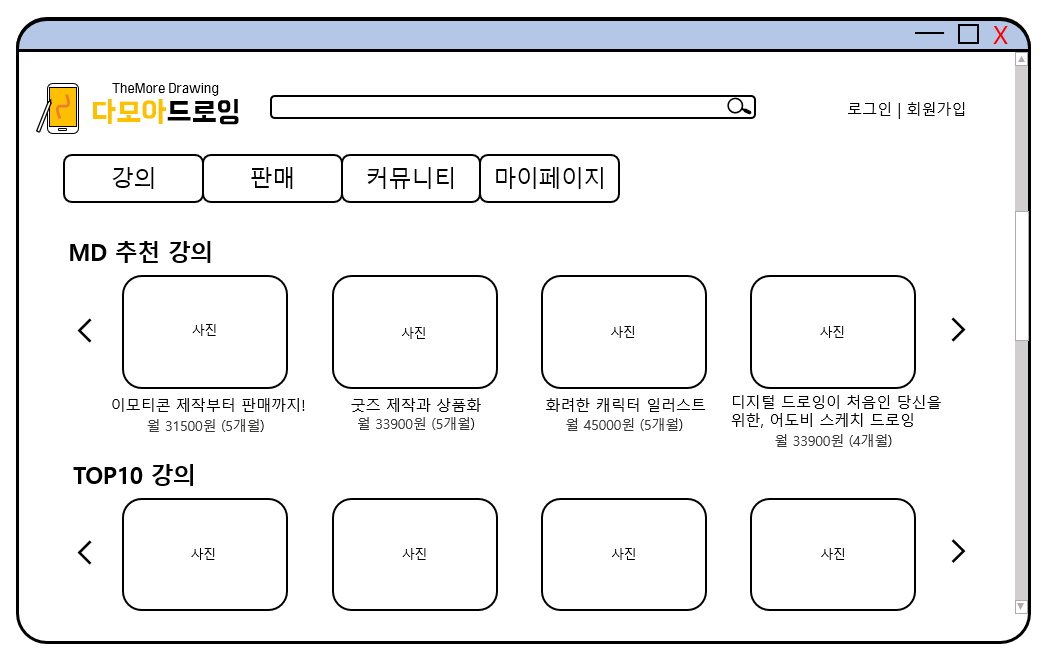 X
TheMore Drawing
다모아드로잉
로그인 | 회원가입
강의
판매
커뮤니티
마이페이지
MD 추천 강의
사진
사진
사진
사진
이모티콘 제작부터 판매까지!
월 31500원 (5개월)
굿즈 제작과 상품화
월 33900원 (5개월)
화려한 캐릭터 일러스트
월 45000원 (5개월)
디지털 드로잉이 처음인 당신을
위한, 어도비 스케치 드로잉
월 33900원 (4개월)
TOP10 강의
사진
사진
사진
사진